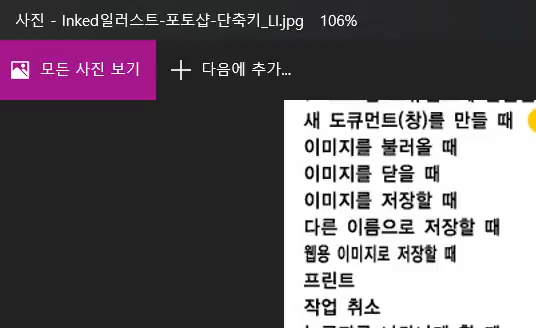 사진 - Inked일러스트-포토샵-단축키_LI.jpg 106%
모든 사진 보기 다음에 추가...
새 도큐먼트(창)를 만들 때
이미지를 불러올 때
이미지를 닫을 때
이미지를 저장할 때
다른 이름으로 저장할 때
웹용 이미지로 저장할 때
프린트
작업 취소